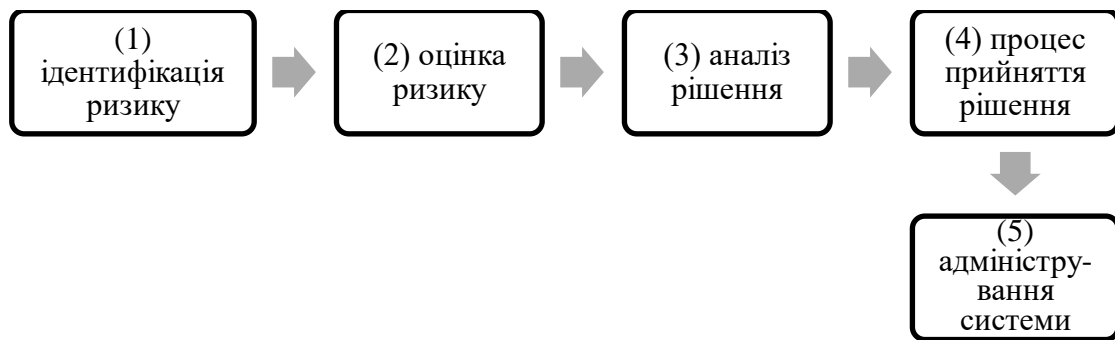 (1)
ідентифікація
ризику
(2) оцінка
ризику
(3) аналіз
рішення
(4) процес
прийняття
рішення
(5)
адміністру-
вання
системи